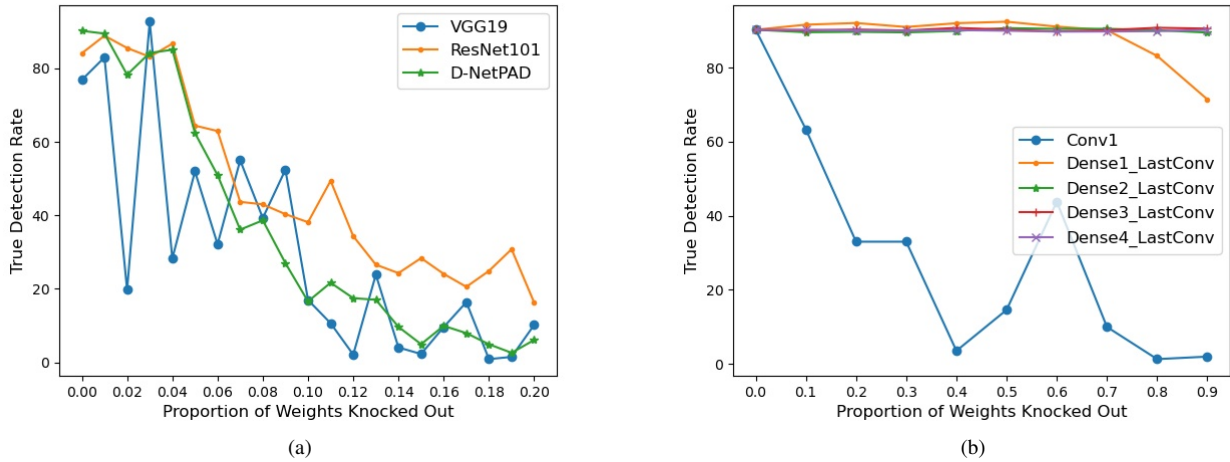 VGG19
ResNet101
D-NetPAD
True Detection Rate
80
60
40
20
0
0.00 0.02 0.04 0.06 0.08 0.10 0.12 0.14 0.16 0.18 0.20
Proportion of Weights Knocked Out
(a)
True Detection Rate
80
60
40
20
0
Conv1
Dense1_LastConv
Dense2_LastConv
Dense3_LastConv
Dense4_LastConv
0.0 0.1 0.2 0.3 0.4 0.5 0.6 0.7 0.8 0.9
Proportion of Weights Knocked Out
(b)